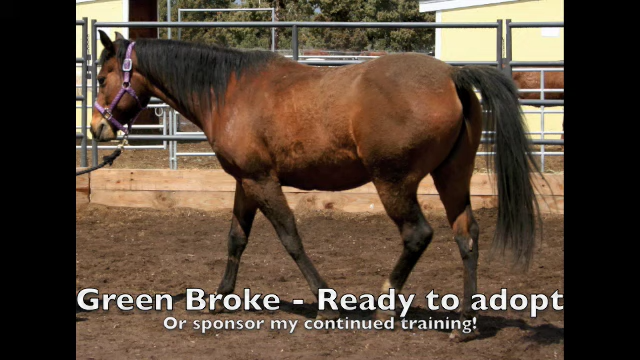 Green Broke - Ready to adopt
Or sponsor my continued training!